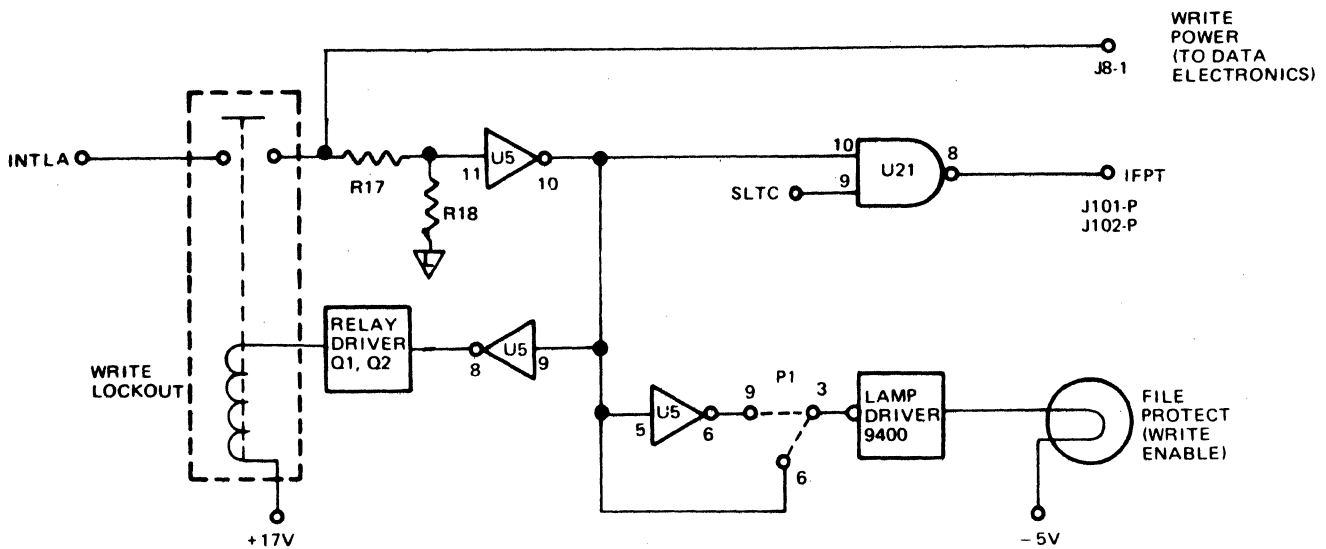 WRITE
POWER
(TO DATA
ELECTRONICS)
J8-1
INTLA
R17
11
U5
10
R18
10
SLTC
9
U21
8
IFPT
J101-P
J102-P
WRITE
LOCKOUT
RELAY
DRIVER
Q1, Q2
8
U5
9
5
U5
6
9
P1
3
6
LAMP
DRIVER
9400
FILE
PROTECT
(WRITE
ENABLE)
+17V
-5V